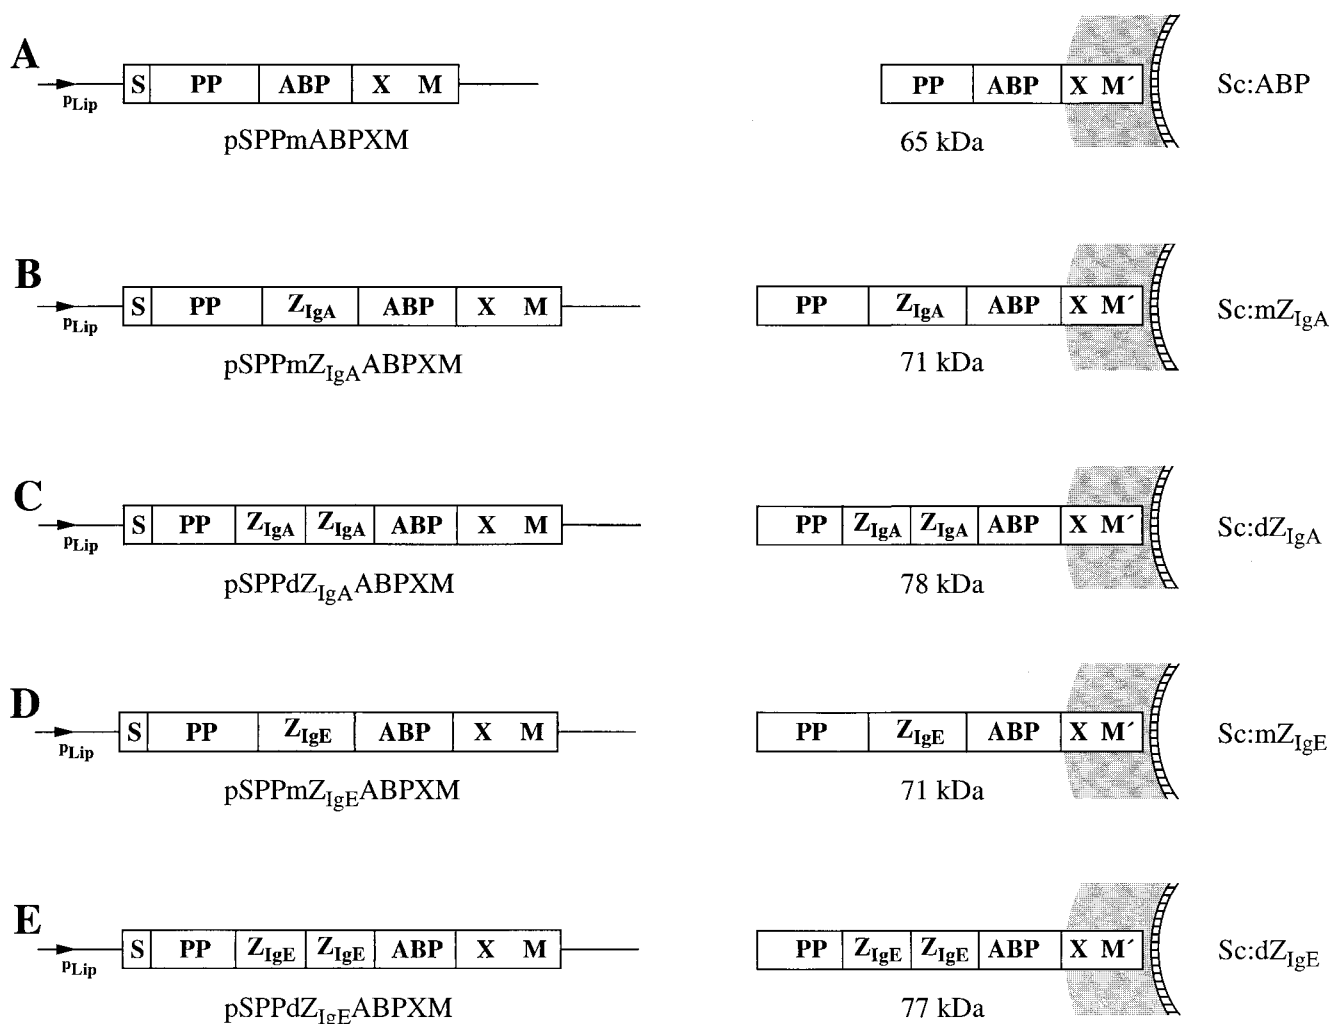 A
S PP ABP X M
PP ABP X M´
Sc:ABP
pLip
pSPPmABPXM
65 kDa
B
S PP ZIgA ABP X M
PP ZIgA ABP X M´
Sc:mZIgA
pLip
pSPPmZIgAABPXM
71 kDa
C
S PP ZIgA ZIgA ABP X M
PP ZIgA ZIgA ABP X M´
Sc:dZIgA
pLip
pSPPdZIgAABPXM
78 kDa
D
S PP ZIgE ABP X M
PP ZIgE ABP X M´
Sc:mZIgE
pLip
pSPPmZIgEABPXM
71 kDa
E
S PP ZIgE ZIgE ABP X M
PP ZIgE ZIgE ABP X M´
Sc:dZIgE
pLip
pSPPdZIgEABPXM
77 kDa